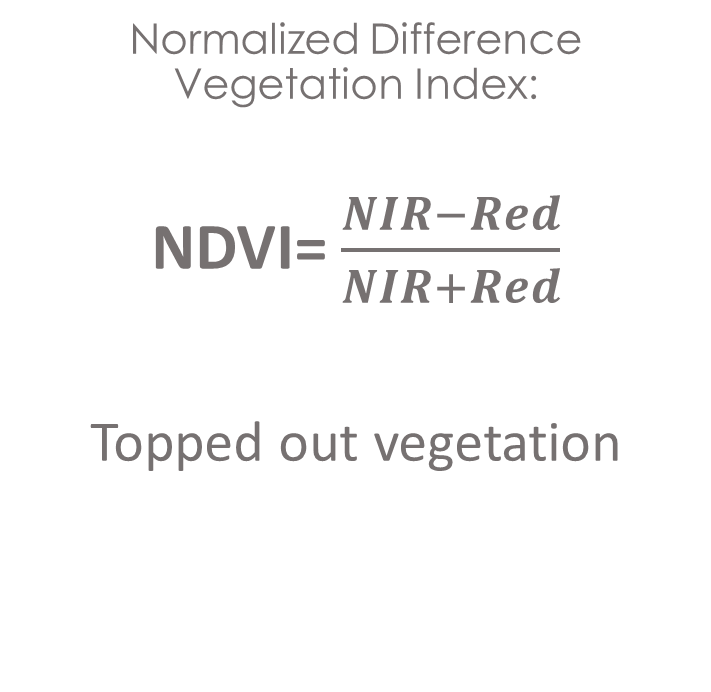 Normalized Difference
Vegetation Index:
NDVI= NIR−Red
NIR+Red
Topped out vegetation